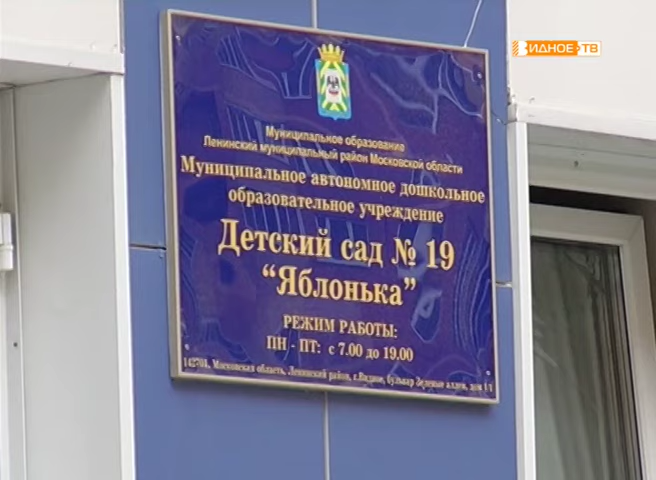 ВИДНОЕ-ТВ
Муниципальное образование
Ленинский муниципальный район Московской области
Муниципальное автономное дошкольное
образовательное учреждение
Детский сад № 19
“Яблонька”
РЕЖИМ РАБОТЫ:
ПН - ПТ: с 7.00 до 19.00
142701, Московская область, Ленинский район, г.Видное, бульвар Зеленые аллеи, дом 1/1